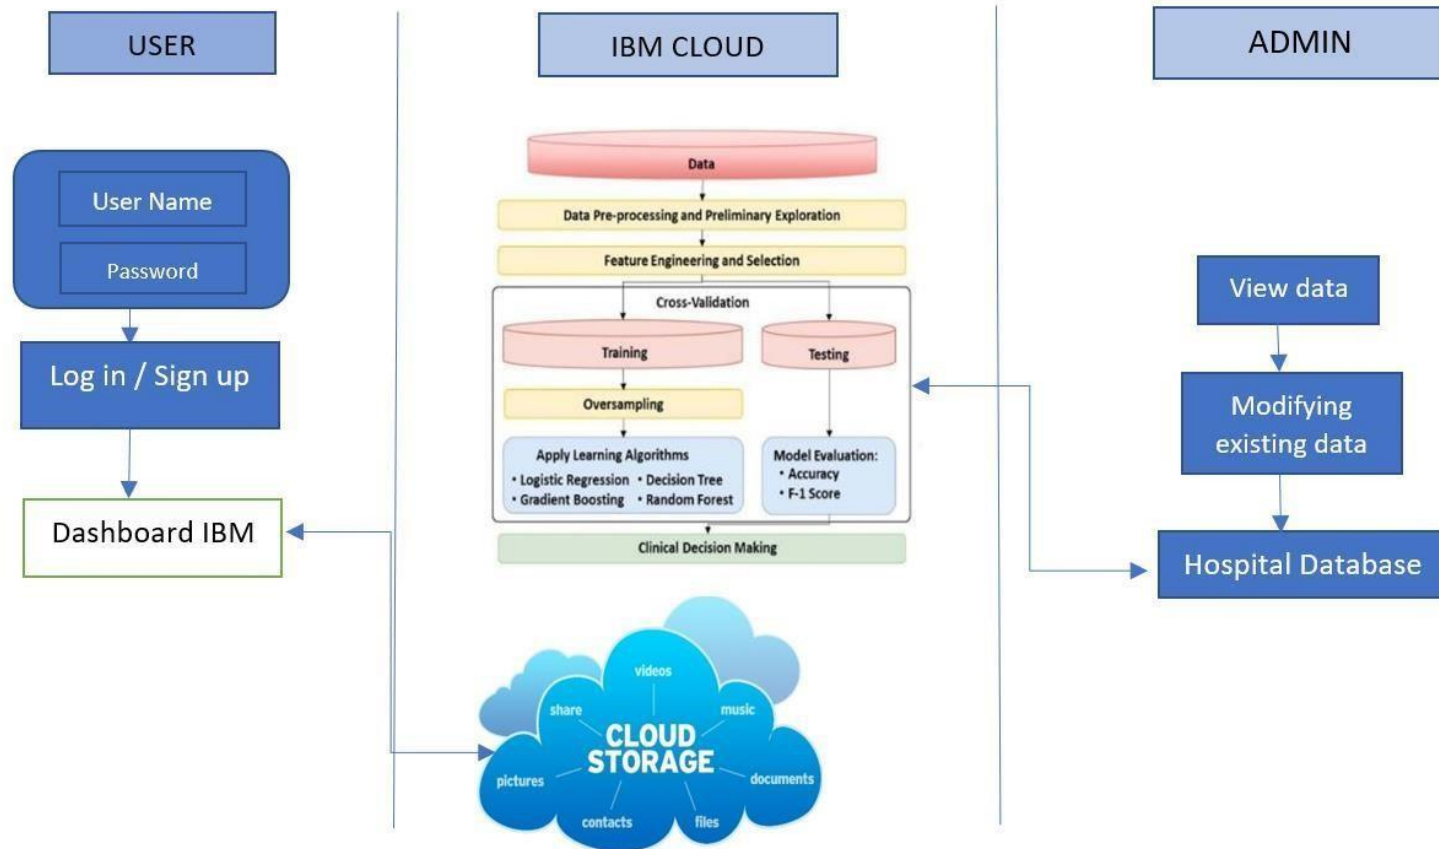 USER
IBM CLOUD
ADMIN
User Name
Password
Log in / Sign up
Dashboard IBM
Data
Data Pre-processing and Preliminary Exploration
Feature Engineering and Selection
Cross-Validation
Training
Testing
Oversampling
Apply Learning Algorithms
• Logistic Regression • Decision Tree
• Gradient Boosting • Random Forest
Model Evaluation:
• Accuracy
• F-1 Score
Clinical Decision Making
videos
share
music
CLOUD
STORAGE
pictures
documents
contacts
files
View data
Modifying
existing data
Hospital Database